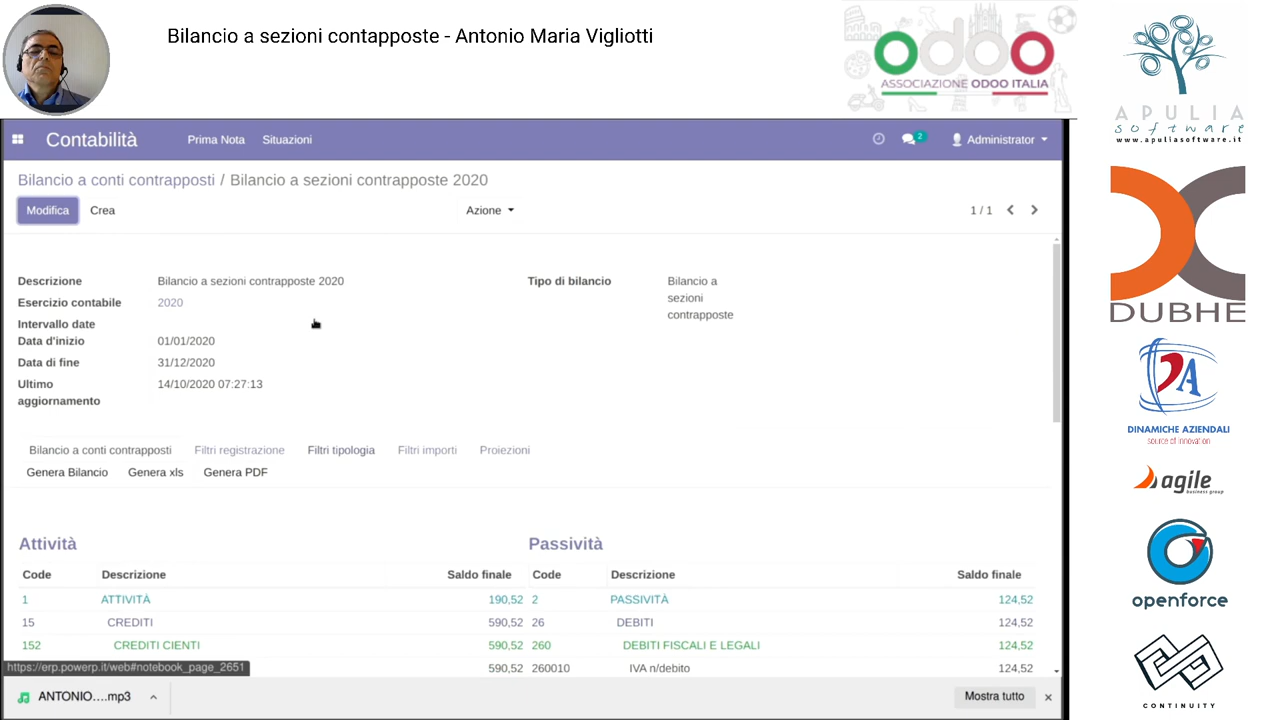 Bilancio a sezioni contapposte - Antonio Maria Vigliotti
odoo
ASSOCIAZIONE ODOO ITALIA
APULIA
software
www.apuliasoftware.it
Contabilità
Prima Nota
Situazioni
2
Administrator
Bilancio a conti contrapposti / Bilancio a sezioni contrapposte 2020
Modifica
Crea
Azione
1 / 1
Descrizione
Bilancio a sezioni contrapposte 2020
Tipo di bilancio
Bilancio a
sezioni
contrapposte
Esercizio contabile
2020
Intervallo date
Data d'inizio
01/01/2020
Data di fine
31/12/2020
Ultimo
aggiornamento
14/10/2020 07:27:13
Bilancio a conti contrapposti
Filtri registrazione
Filtri tipologia
Filtri importi
Proiezioni
Genera Bilancio
Genera xls
Genera PDF
Attività
Passività
Code Descrizione Saldo finale Code Descrizione Saldo finale
1 ATTIVITÀ 190,52 2 PASSIVITÀ 124,52
15 CREDITI 590,52 26 DEBITI 124,52
152 CREDITI CIENTI 590,52 260 DEBITI FISCALI E LEGALI 124,52
590,52 260010 IVA n/debito 124,52
https://erp.powerp.it/web#notebook_page_2651
ANTONIO....mp3
Mostra tutto
DUBHE
DA
DINAMICHE AZIENDALI
source of innovation
agile
business group
openforce
CONTINUITY